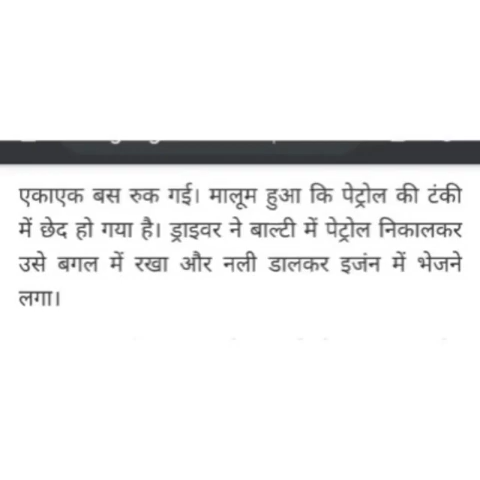 एकाएक बस रुक गई। मालूम हुआ कि पेट्रोल की टंकी
में छेद हो गया है। ड्राइवर ने बाल्टी में पेट्रोल निकालकर
उसे बगल में रखा और नली डालकर इजंन में भेजने
लगा।